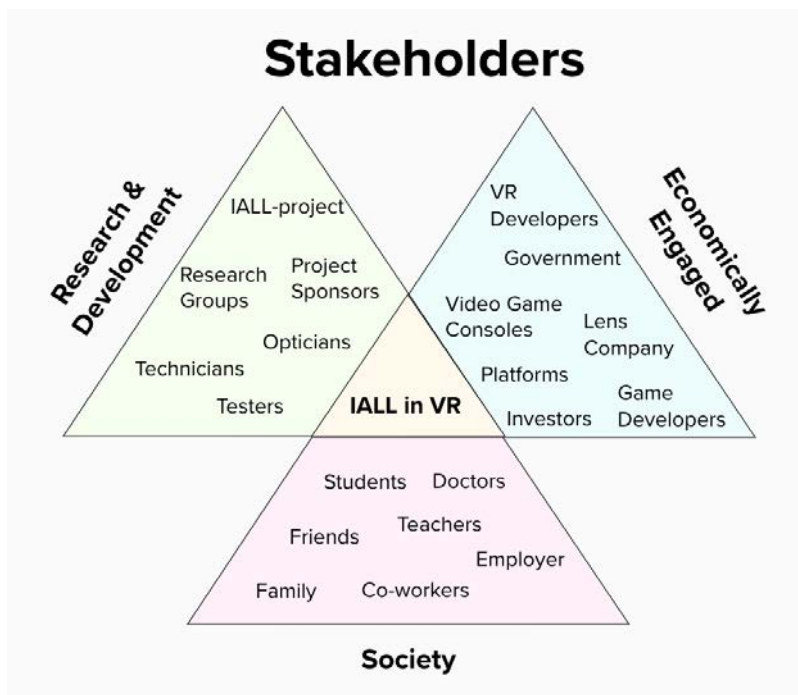 Stakeholders
Research &
Development
IALL-project
Research
Groups
Project
Sponsors
Opticians
Technicians
Testers
Economically
Engaged
VR
Developers
Government
Video Game
Consoles
Lens
Company
Platforms
Game
Developers
Investors
IALL in VR
Students
Doctors
Teachers
Friends
Employer
Family
Co-workers
Society